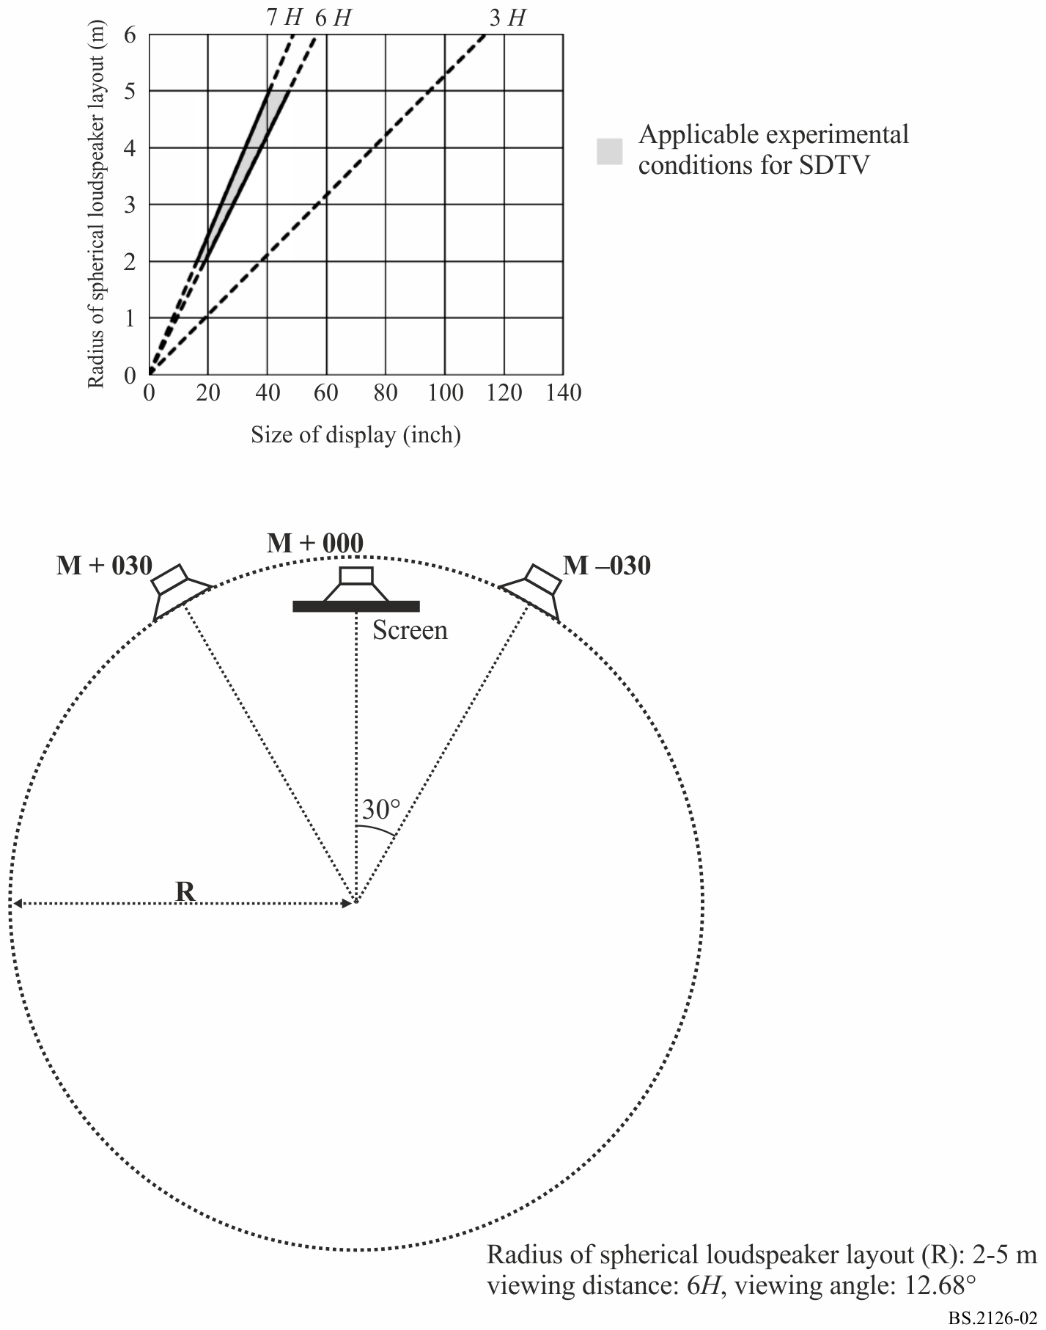 7 H 6 H 3 H
6
5
4
3
2
1
0
Radius of spherical loudspeaker layout (m)
0 20 40 60 80 100 120 140
Size of display (inch)
Applicable experimental
conditions for SDTV
M + 000
M + 030
M –030
Screen
30°
R
Radius of spherical loudspeaker layout (R): 2-5 m
viewing distance: 6H, viewing angle: 12.68°
BS.2126-02